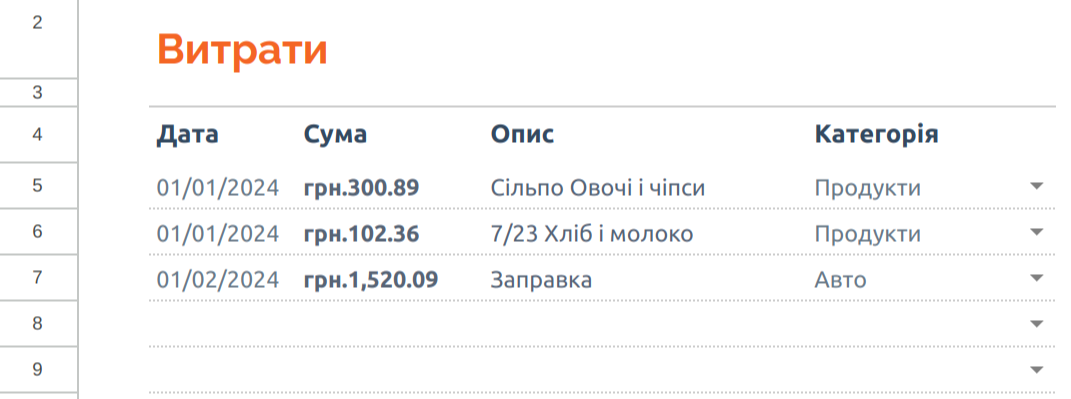 2
Витрати
3
4 Дата Сума Опис Категорія
5 01/01/2024 грн.300.89 Сільпо Овочі і чіпси Продукти
6 01/01/2024 грн.102.36 7/23 Хліб і молоко Продукти
7 01/02/2024 грн.1,520.09 Заправка Авто
8
9